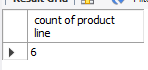 Result Grid
count of product
line
6